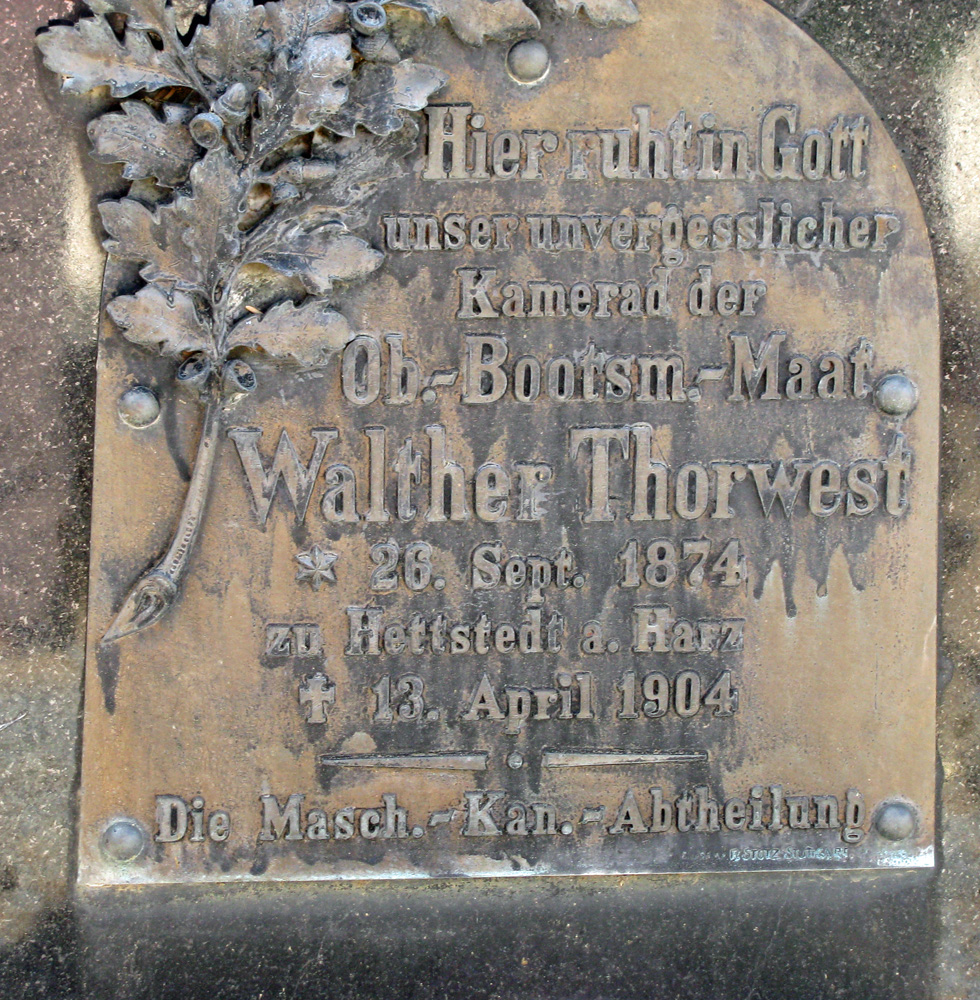 Hier ruht in Gott
unser unvergesslicher
Kamerad der
Ob.-Bootsm.-Maat
Walther Thorwest
* 26. Sept. 1874
zu Hettstedt a. Harz
✝ 13. April 1904
Die Masch.-Kan.-Abtheilung